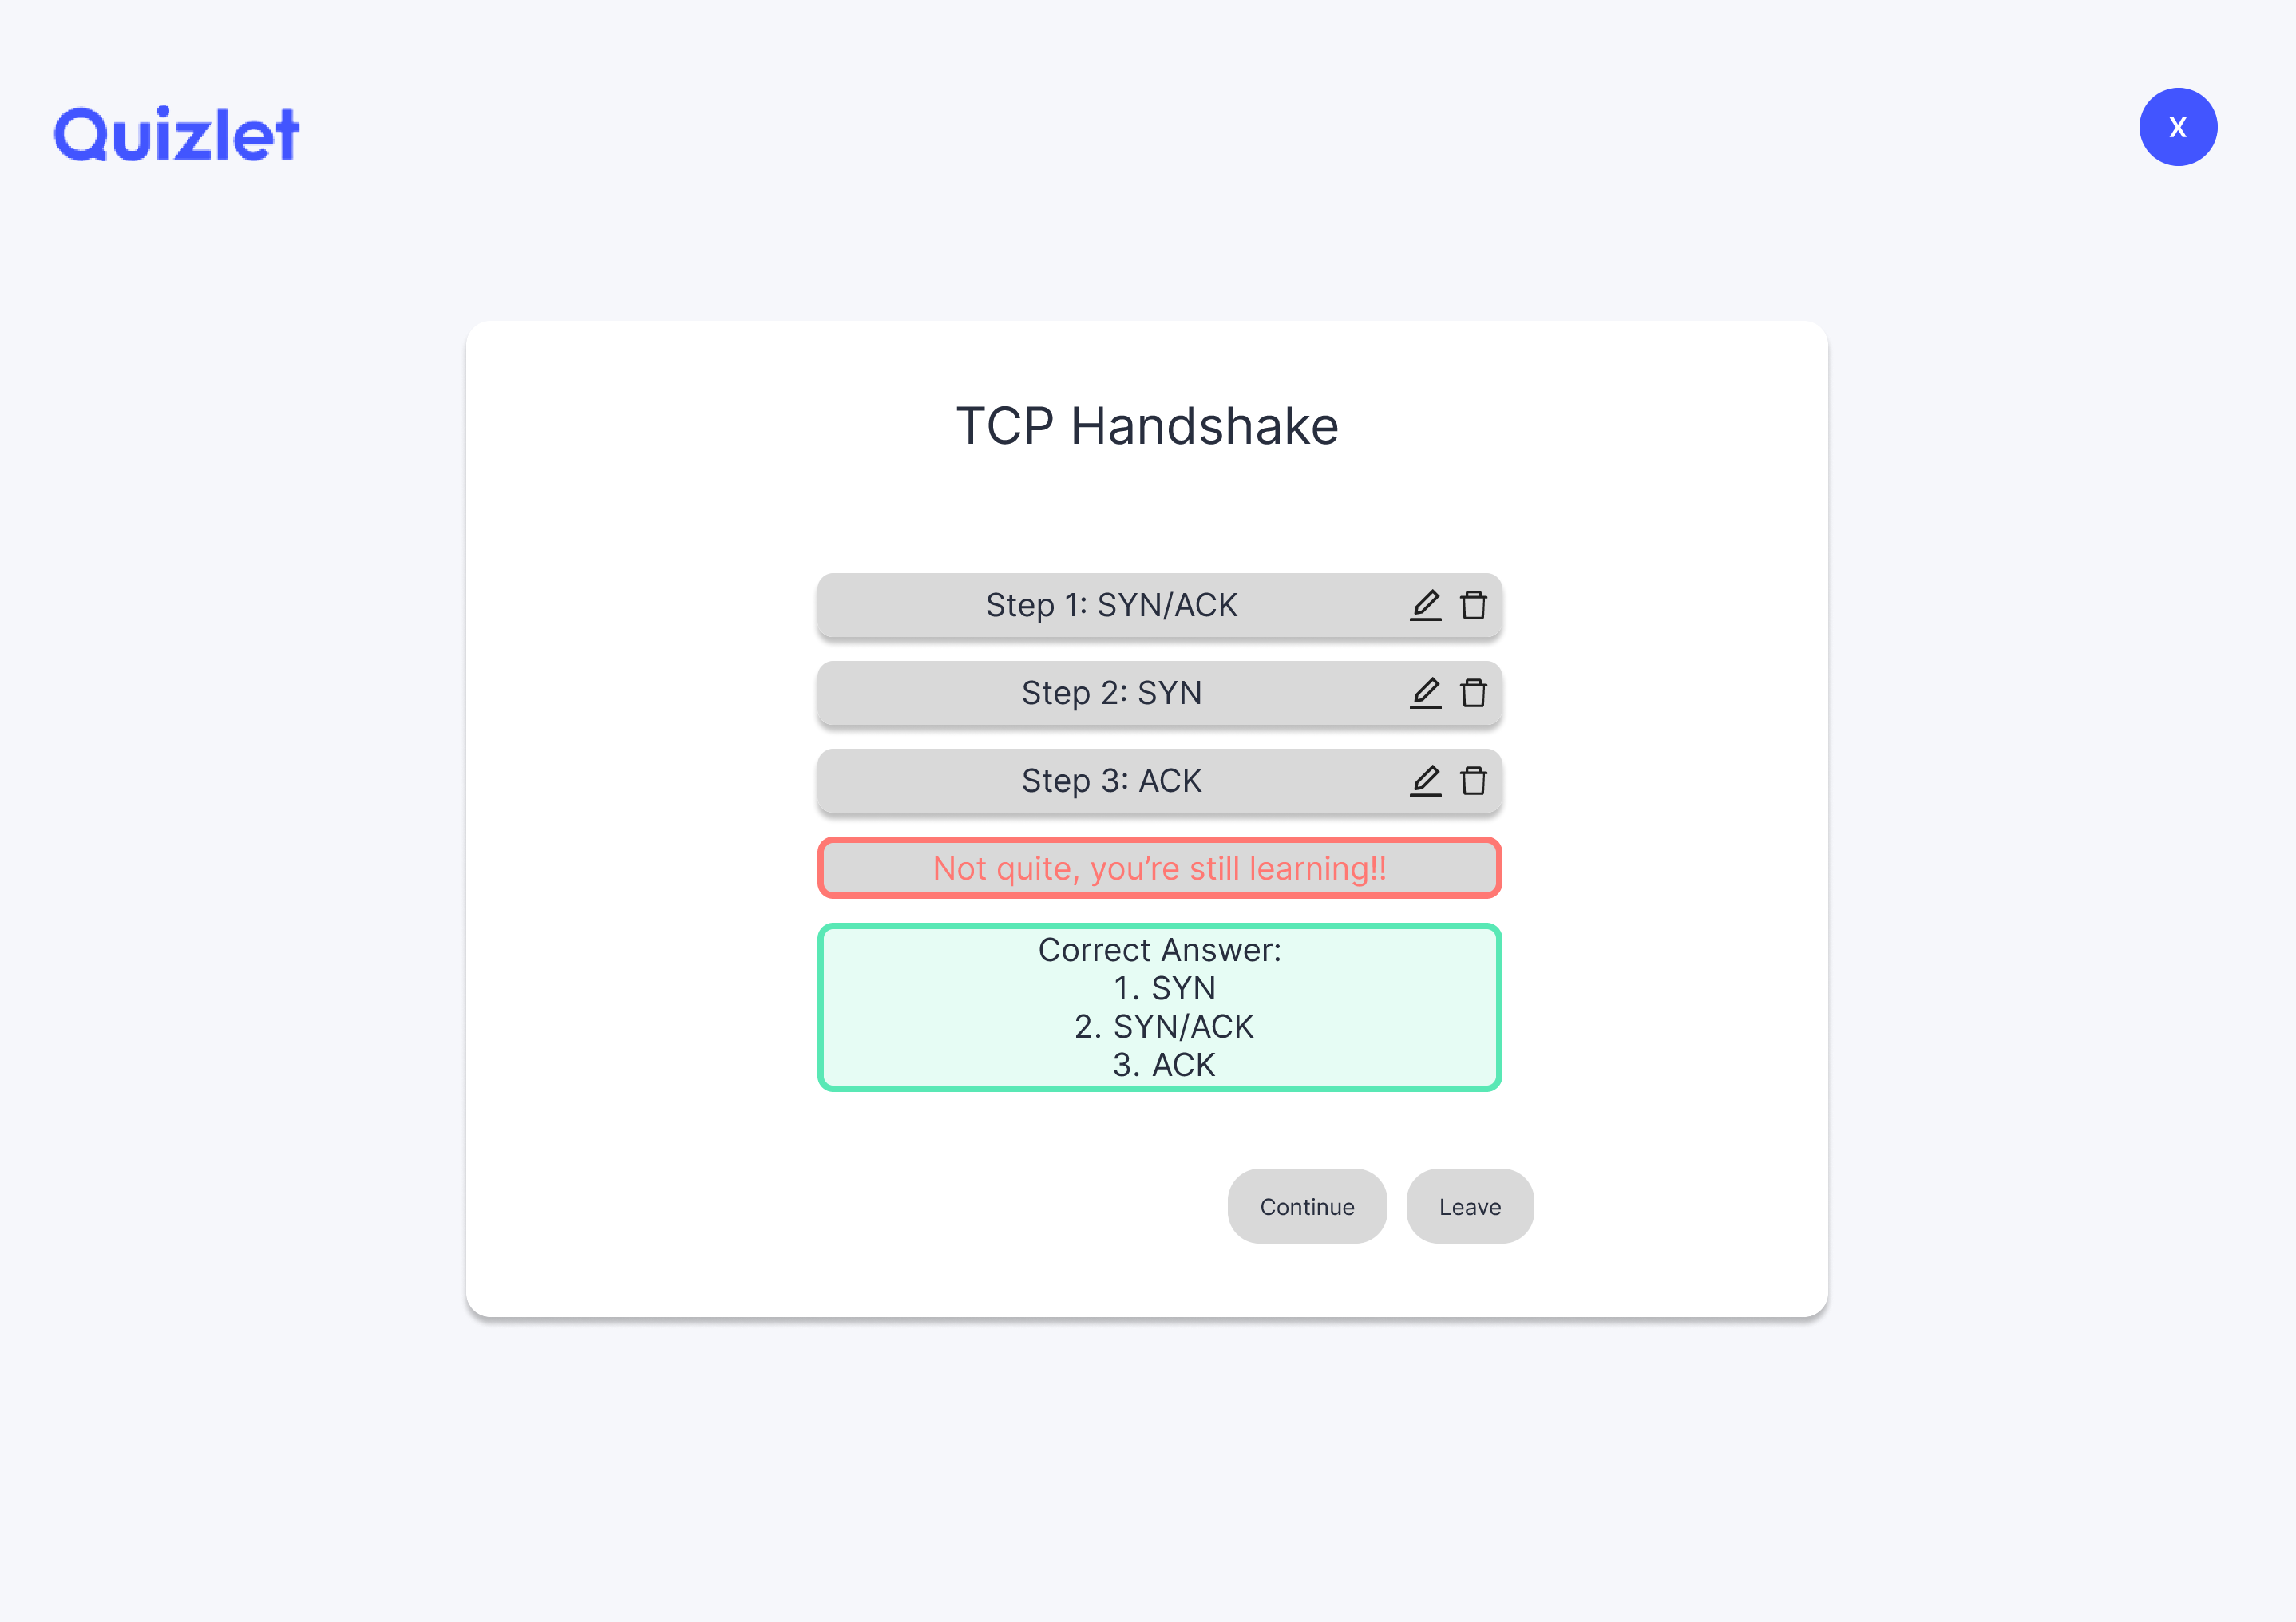 Quizlet
X
TCP Handshake
Step 1: SYN/ACK
Step 2: SYN
Step 3: ACK
Not quite, you’re still learning!!
Correct Answer:
1. SYN
2. SYN/ACK
3. ACK
Continue
Leave